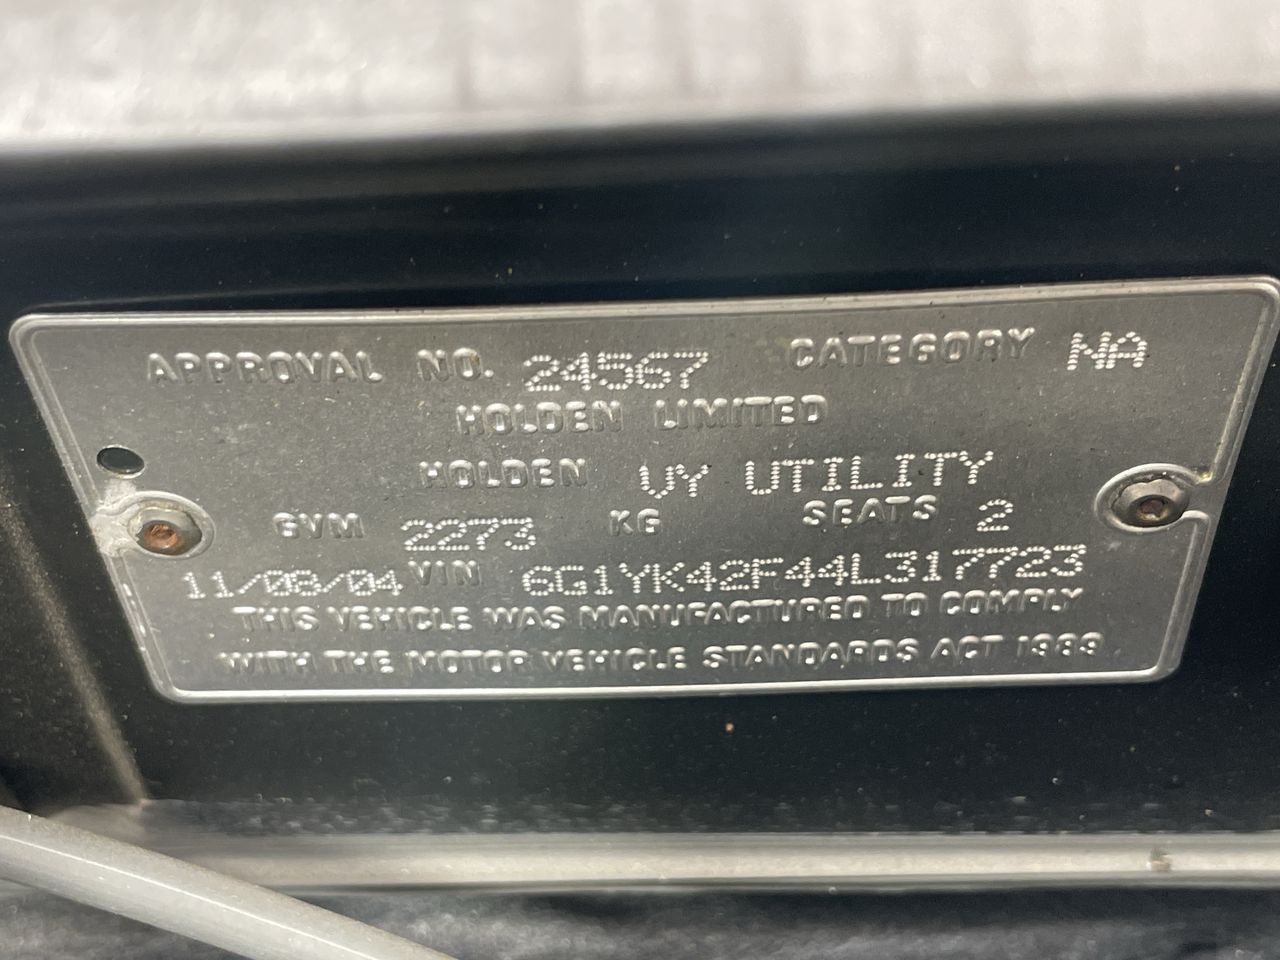 APPROVAL NO. 24567 CATEGORY NA
HOLDEN LIMITED
HOLDEN VY UTILITY
GVM 2273 KG SEATS 2
11/03/04 VIN 6G1YK42F44L317723
THIS VEHICLE WAS MANUFACTURED TO COMPLY
WITH THE MOTOR VEHICLE STANDARDS ACT 1989